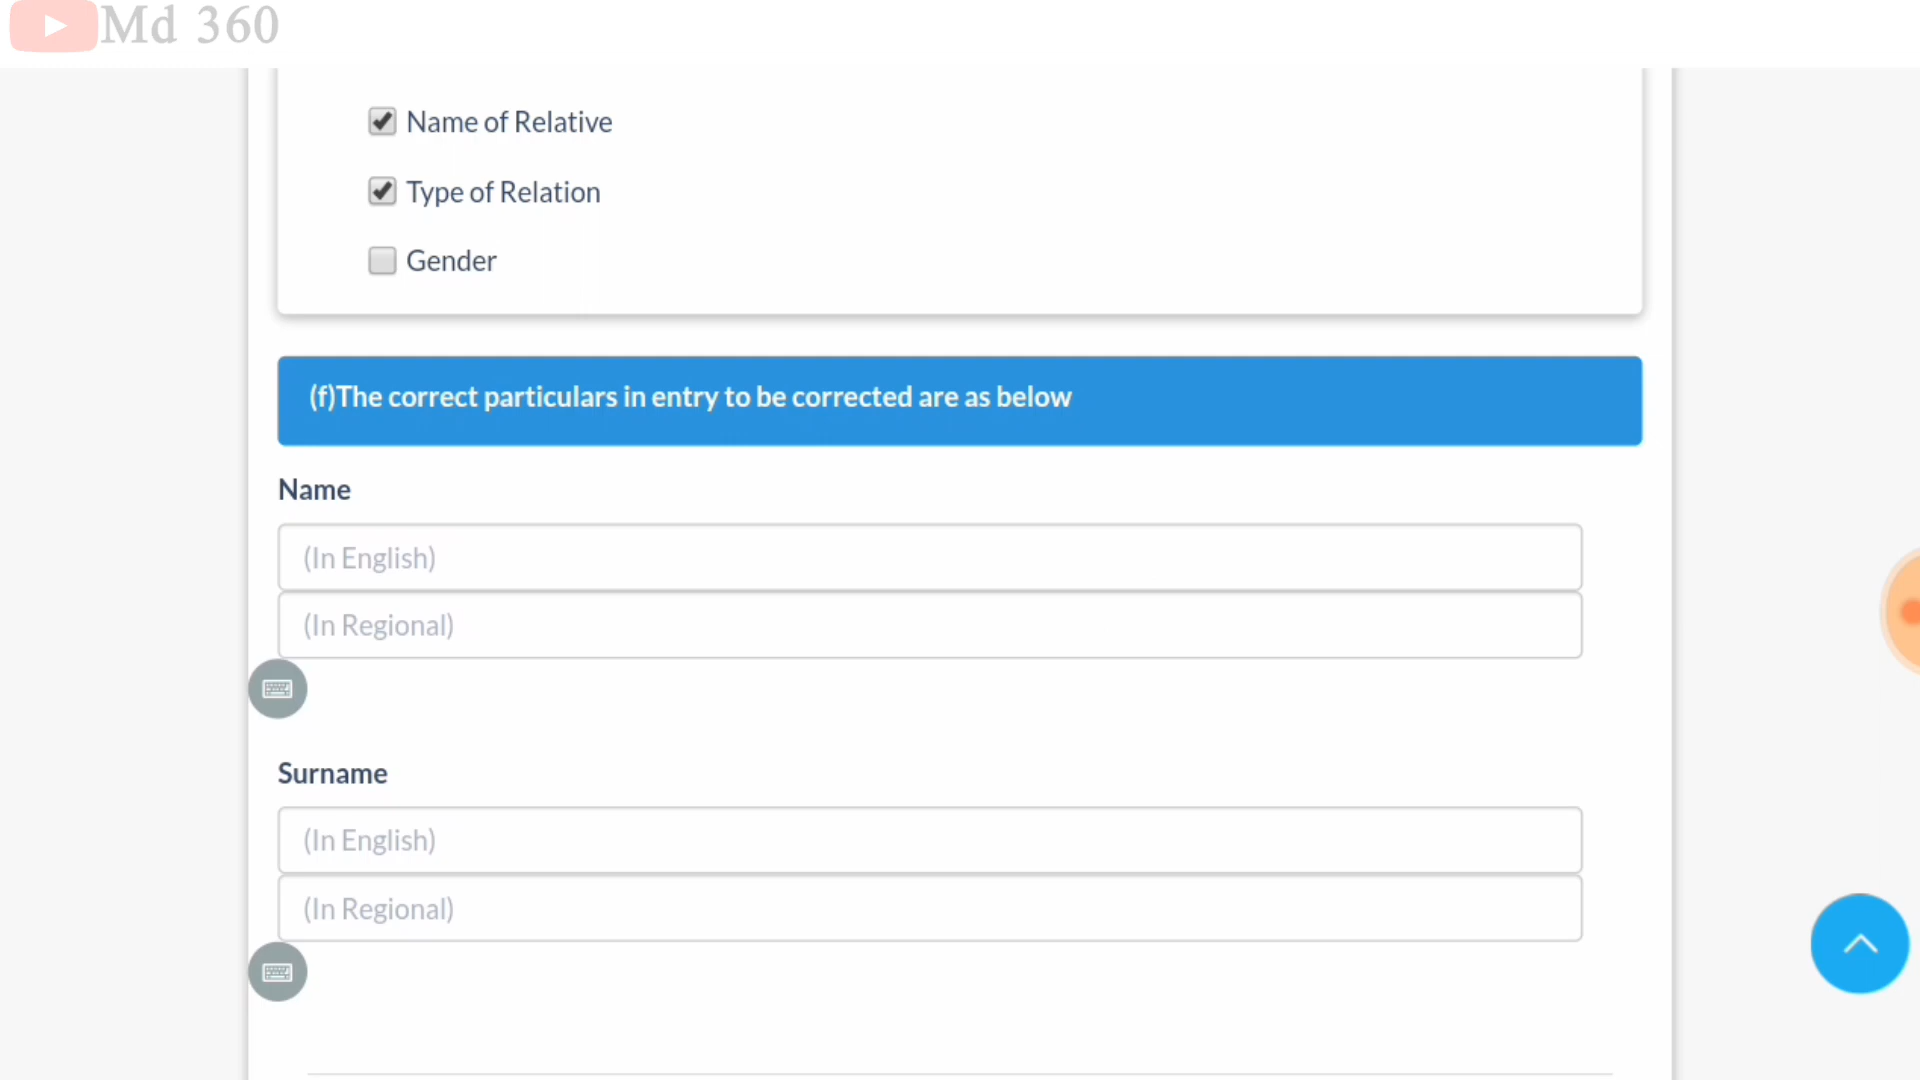 Md 360
Name of Relative
Type of Relation
Gender
(f)The correct particulars in entry to be corrected are as below
Name
(In English)
(In Regional)
Surname
(In English)
(In Regional)